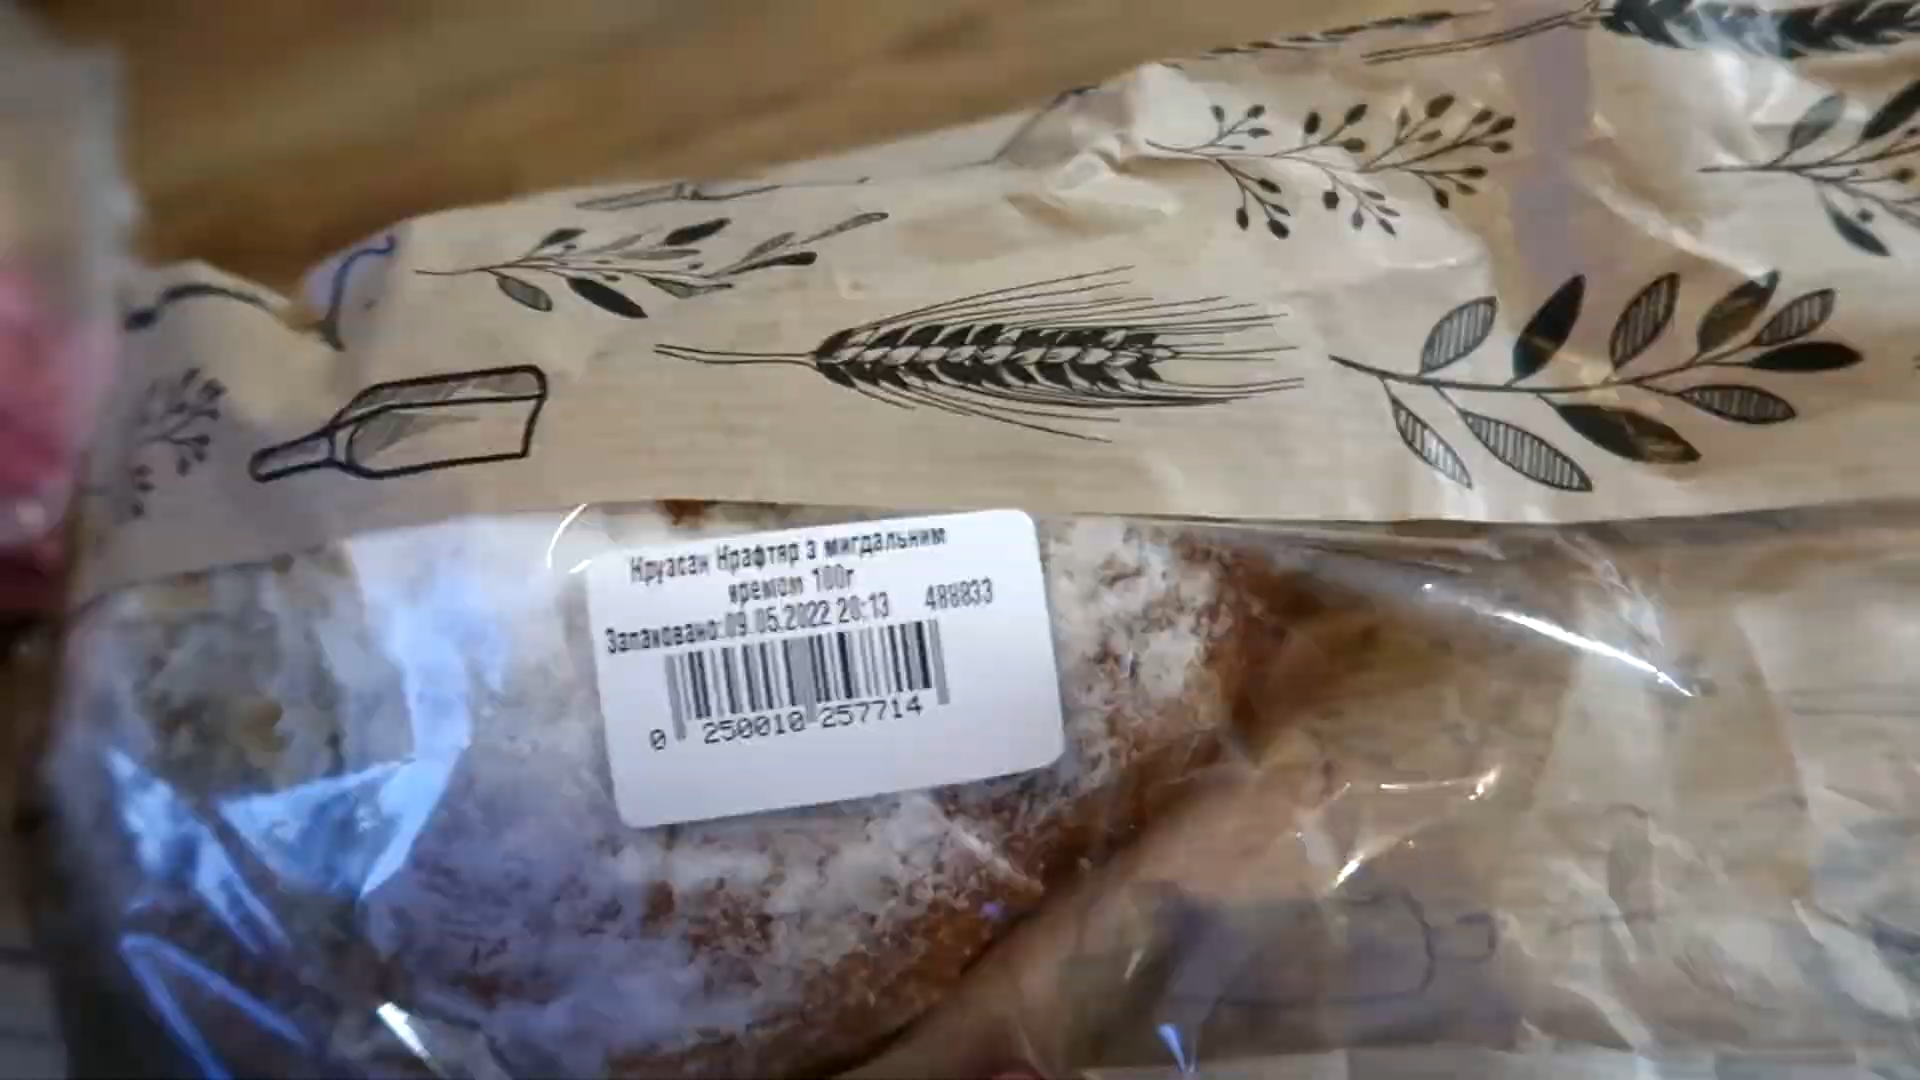 Круасан Крафтяр з мигдальним
кремом 100г
Запаковано:09.05.2022 20:13 488833
0 250010 257714